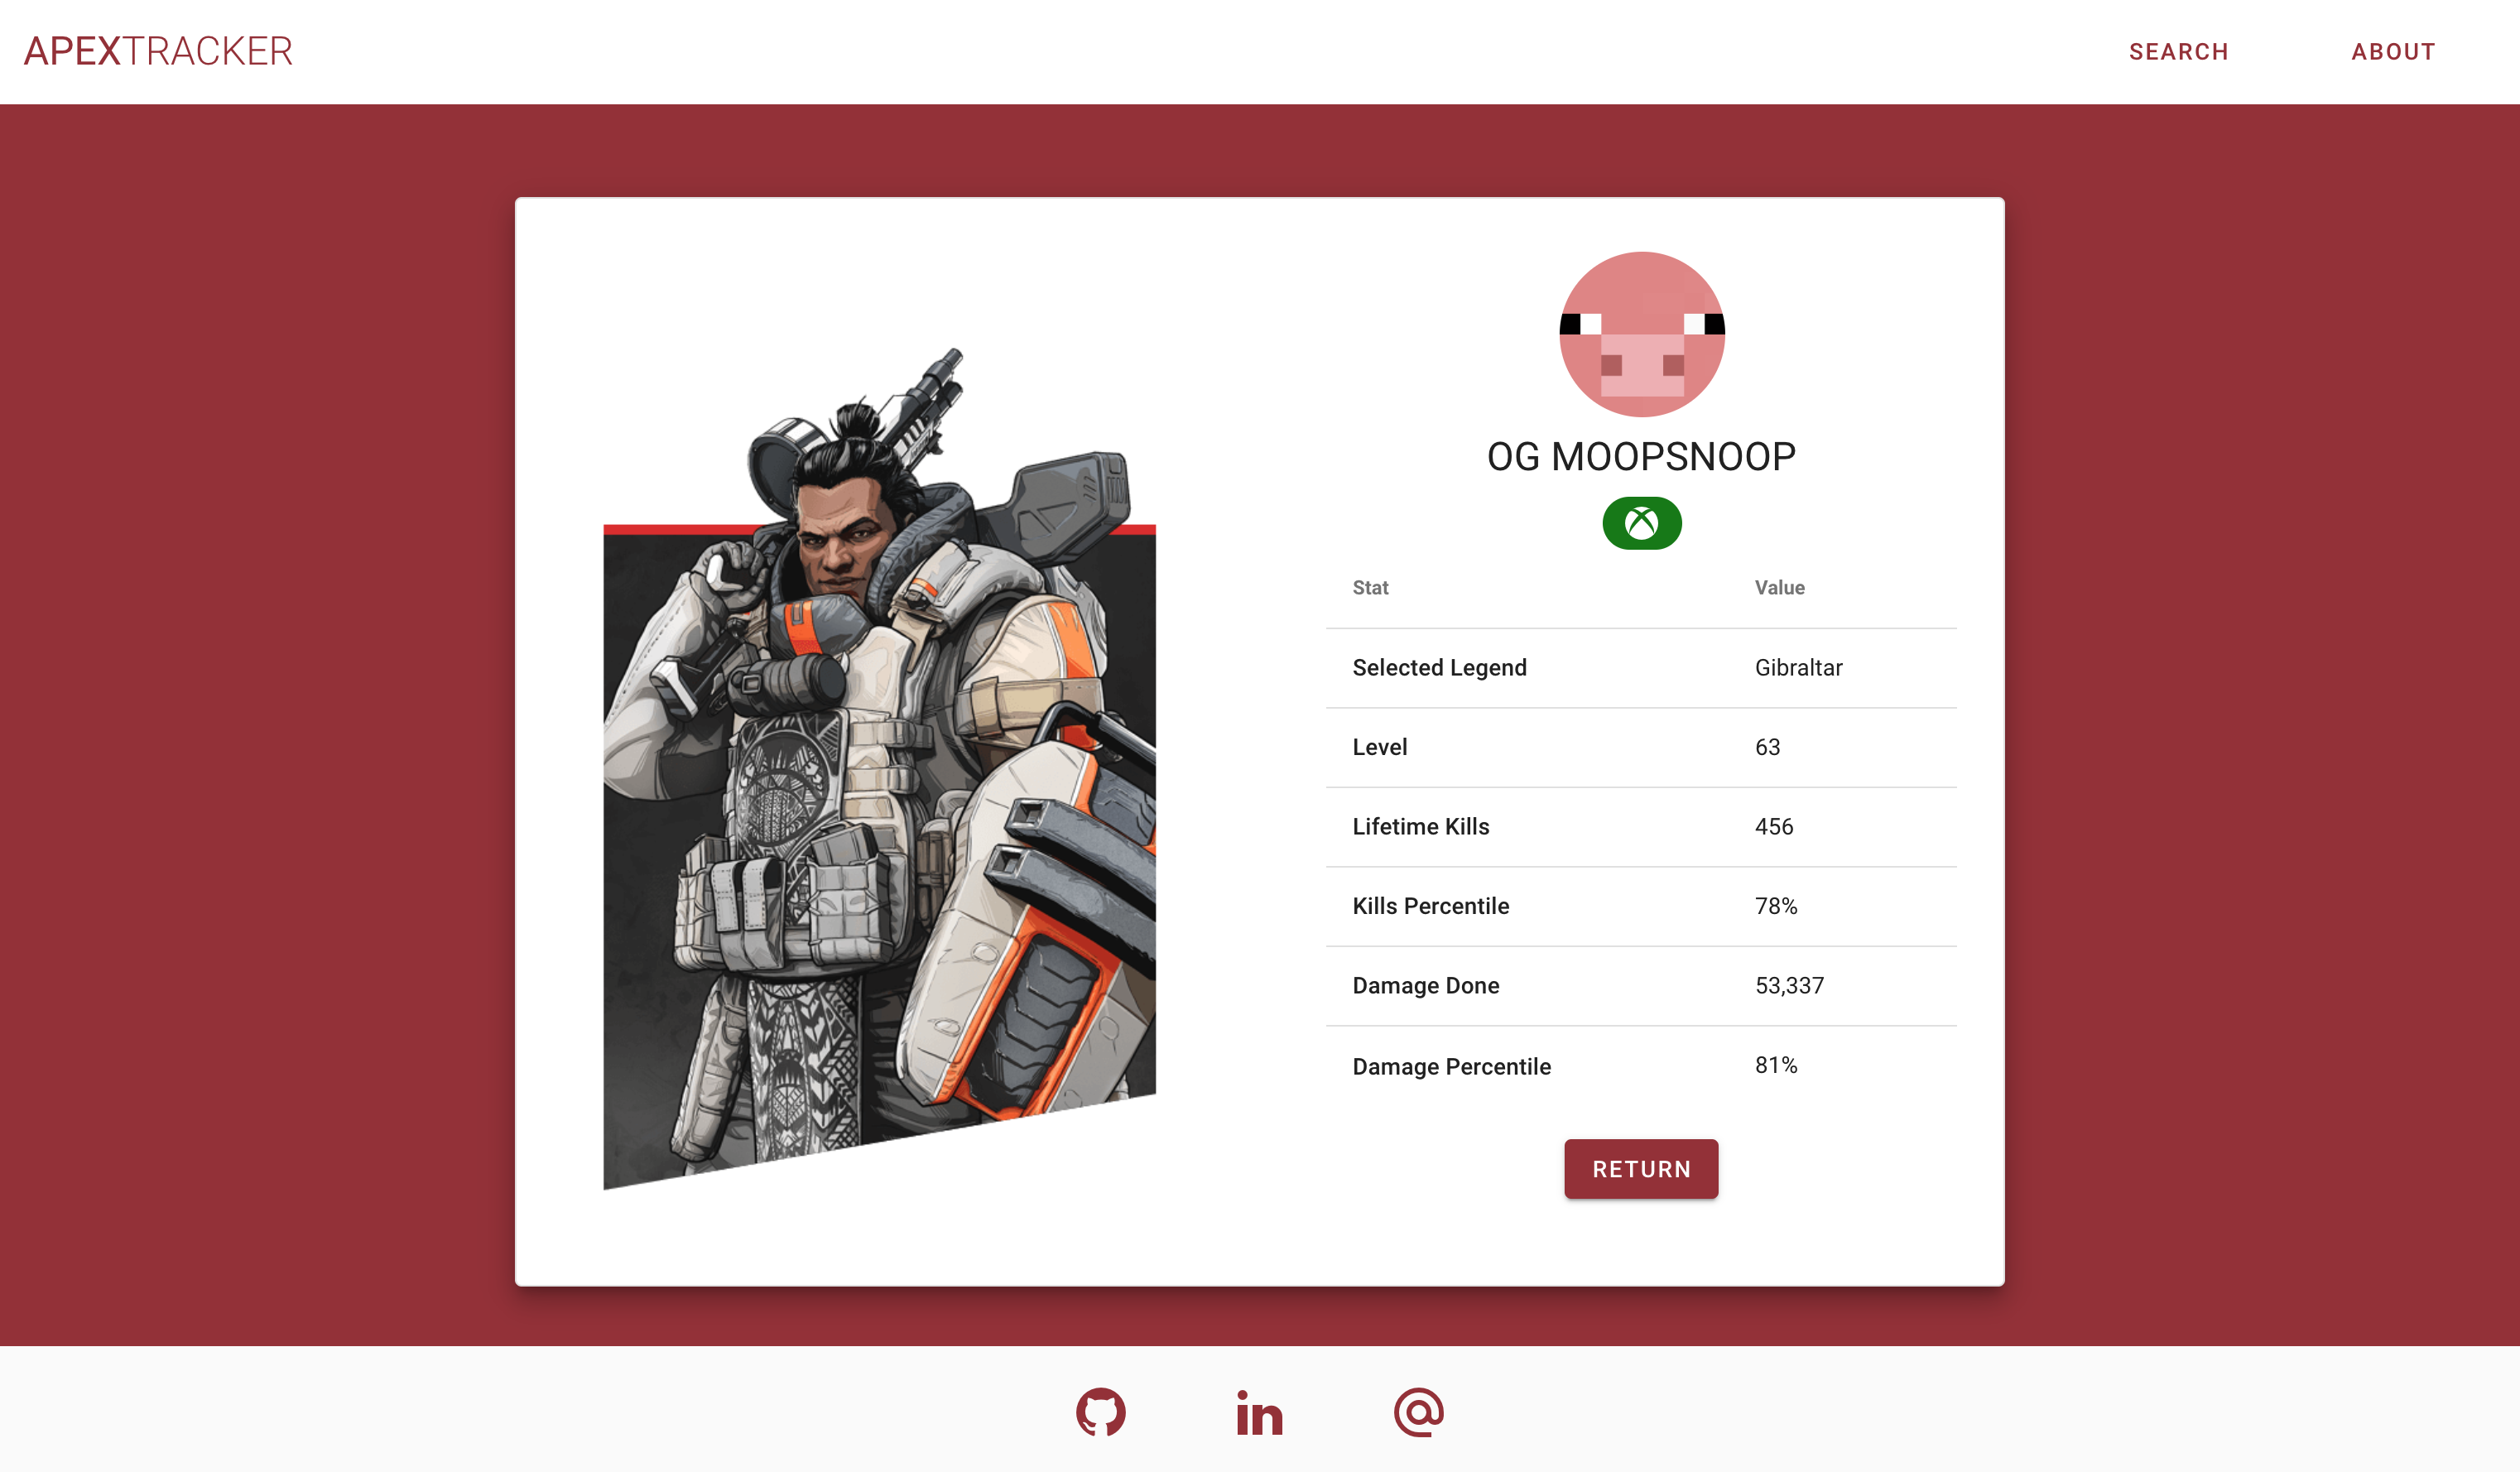 APEXTRACKER
SEARCH
ABOUT
OG MOOPSNOOP
Stat Value
Selected Legend Gibraltar
Level 63
Lifetime Kills 456
Kills Percentile 78%
Damage Done 53,337
Damage Percentile 81%
RETURN